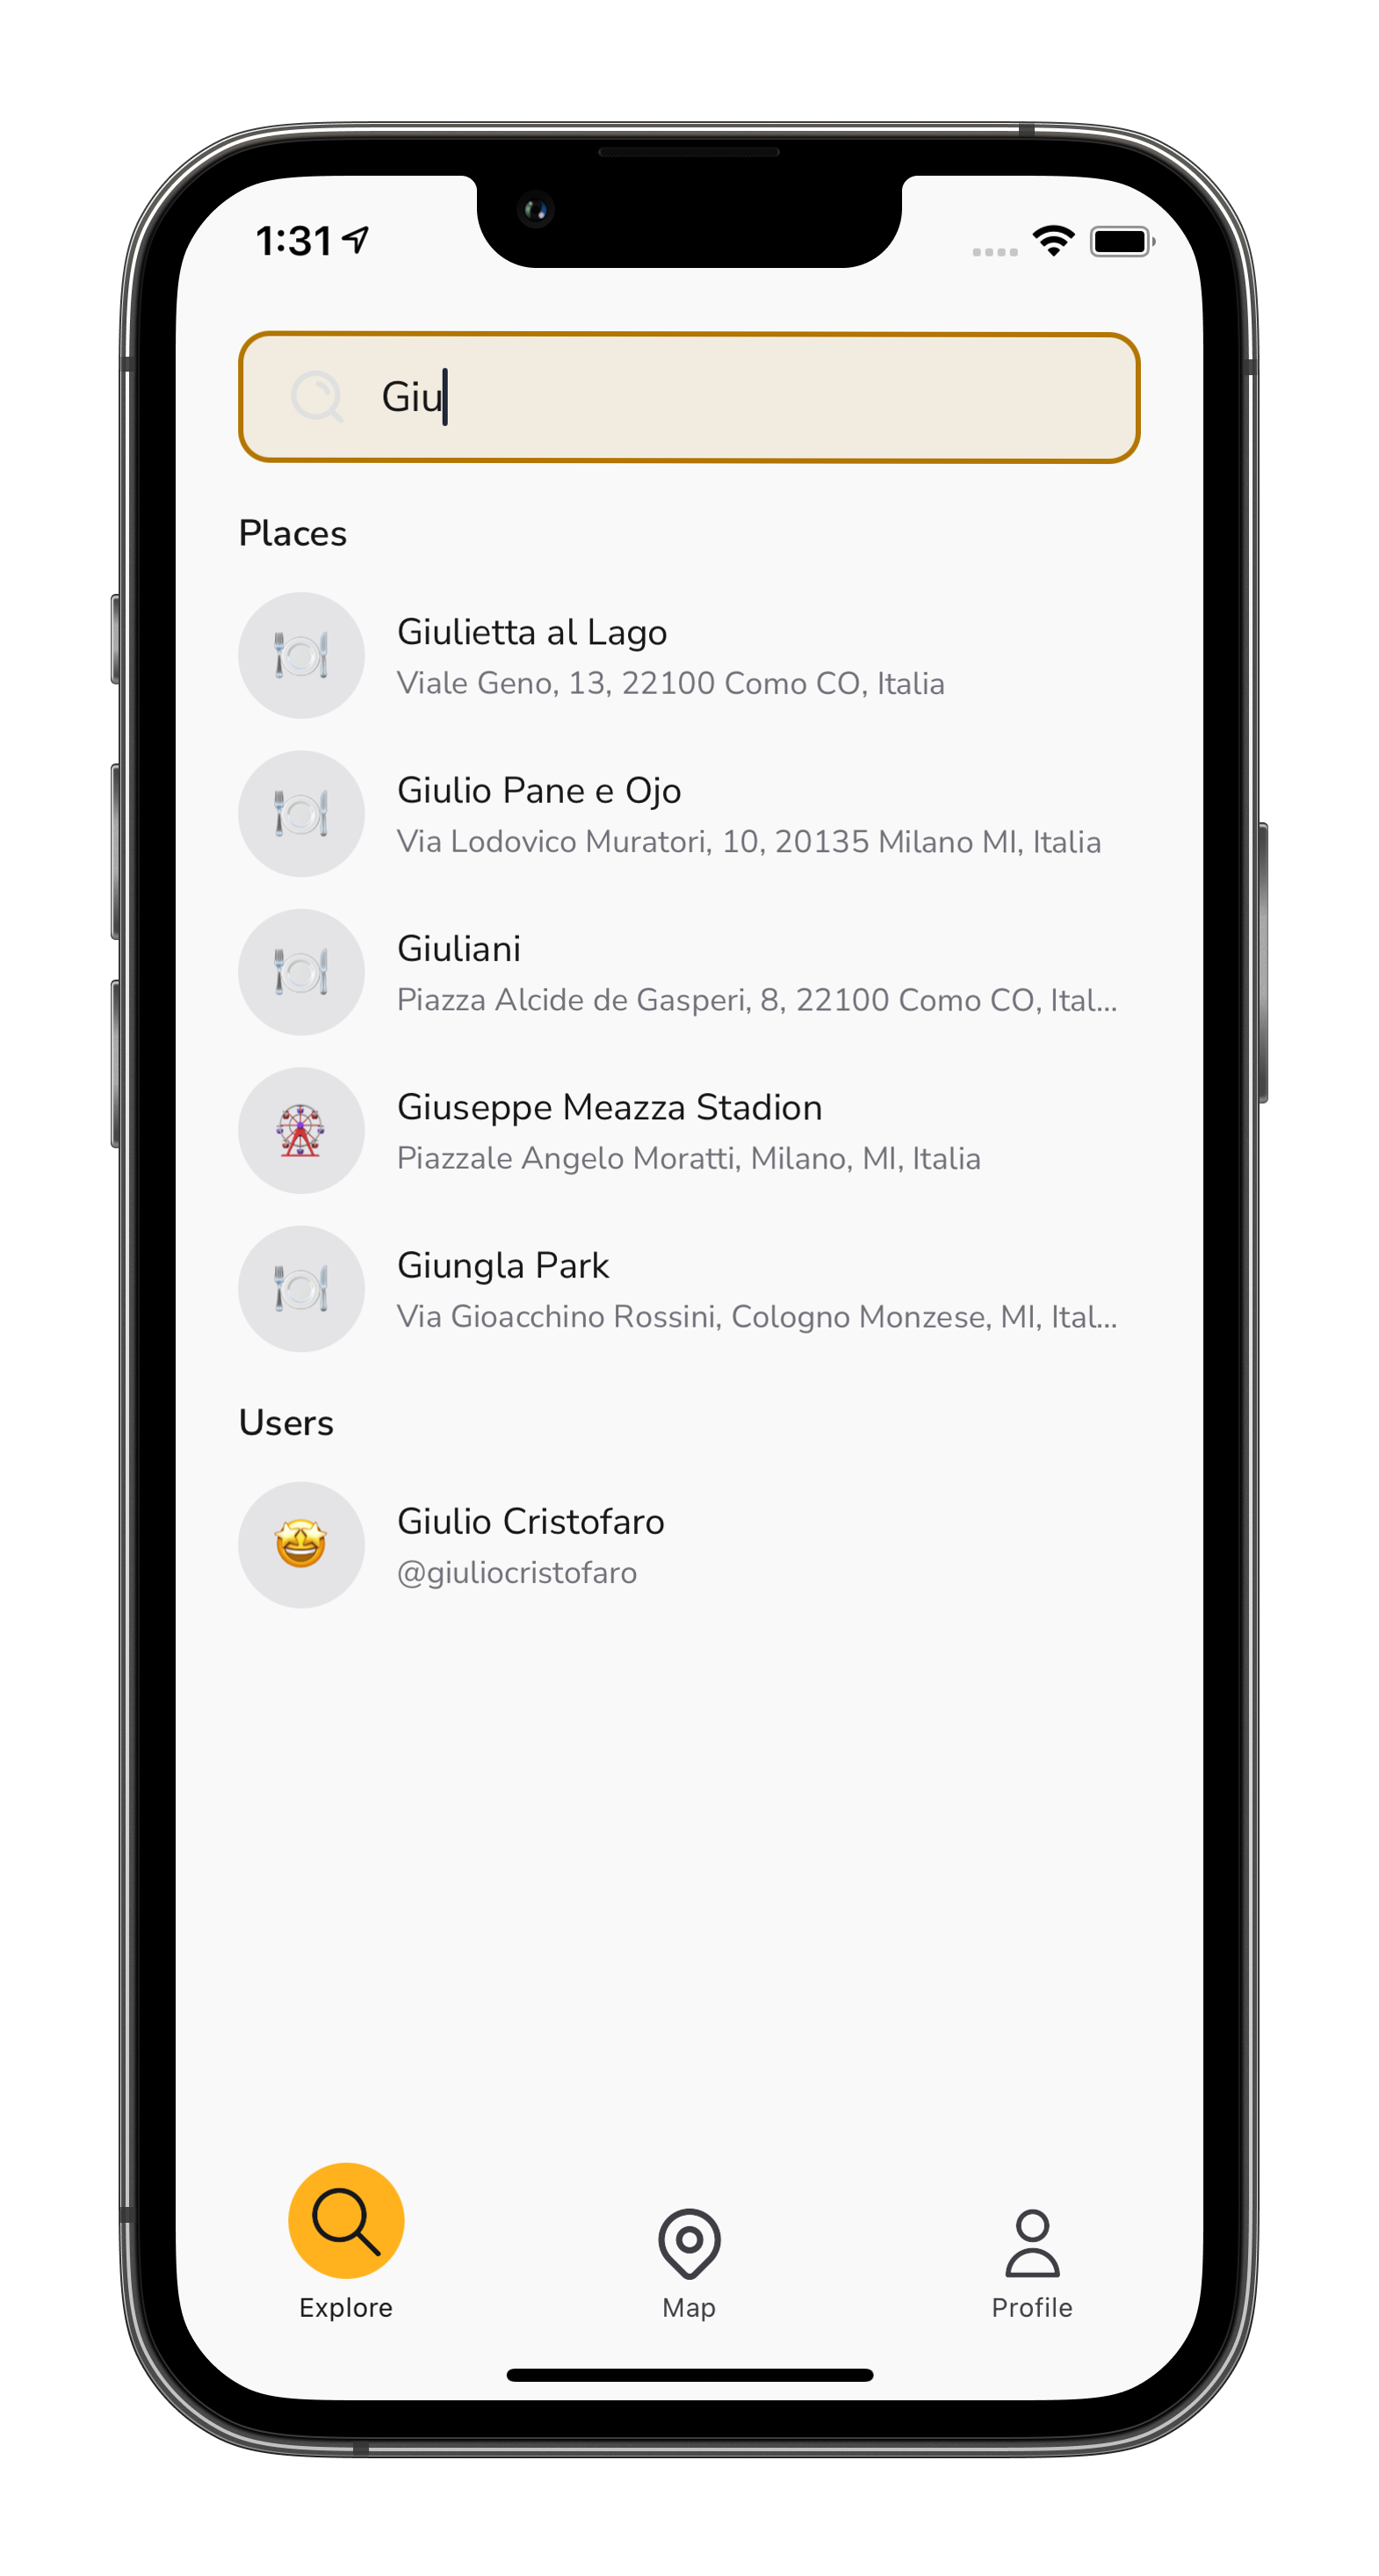 1:31
Giu
Places
Giulietta al Lago
Viale Geno, 13, 22100 Como CO, Italia
Giulio Pane e Ojo
Via Lodovico Muratori, 10, 20135 Milano MI, Italia
Giuliani
Piazza Alcide de Gasperi, 8, 22100 Como CO, Ital...
Giuseppe Meazza Stadion
Piazzale Angelo Moratti, Milano, MI, Italia
Giungla Park
Via Gioacchino Rossini, Cologno Monzese, MI, Ital...
Users
Giulio Cristofaro
@giuliocristofaro
Explore
Map
Profile